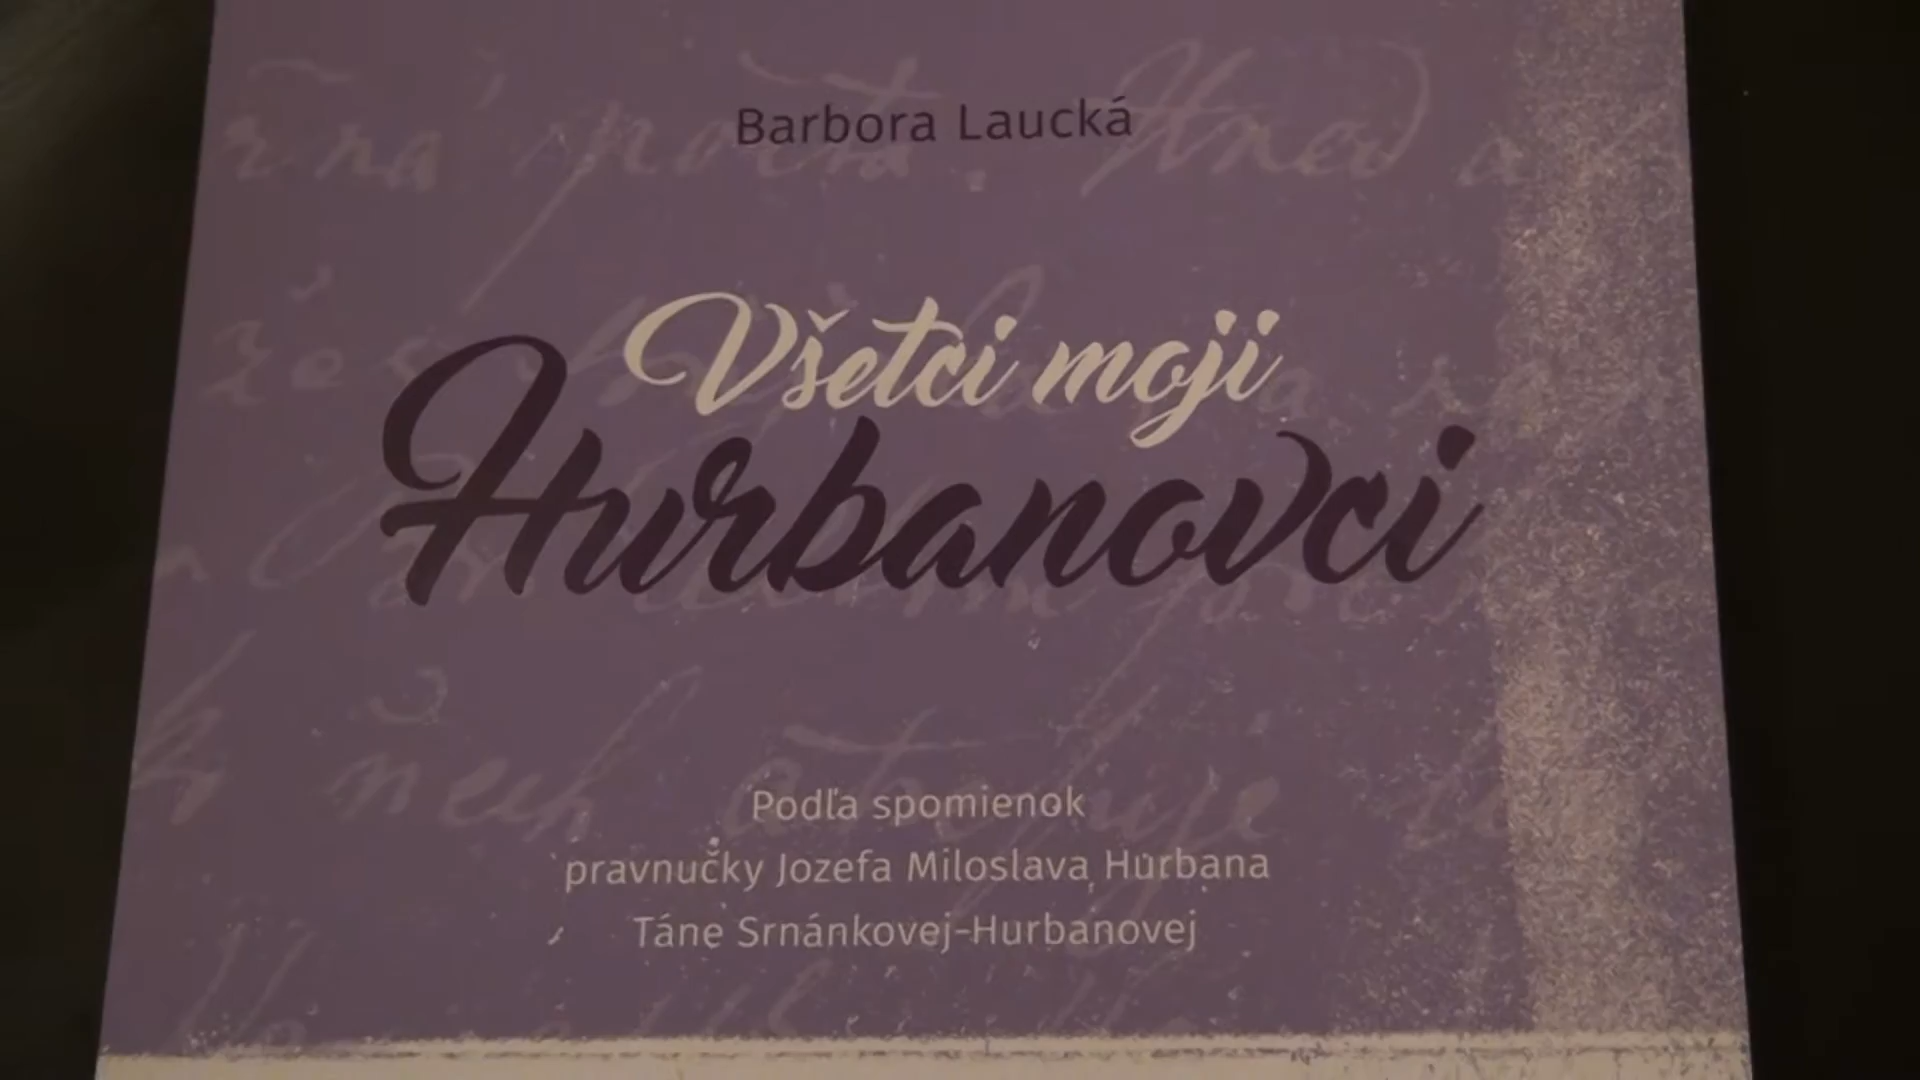 Barbora Laucká
Všetci moji
Hurbanovci
Podľa spomienok
pravnučky Jozefa Miloslava Hurbana
Táne Srnánkovej-Hurbanovej